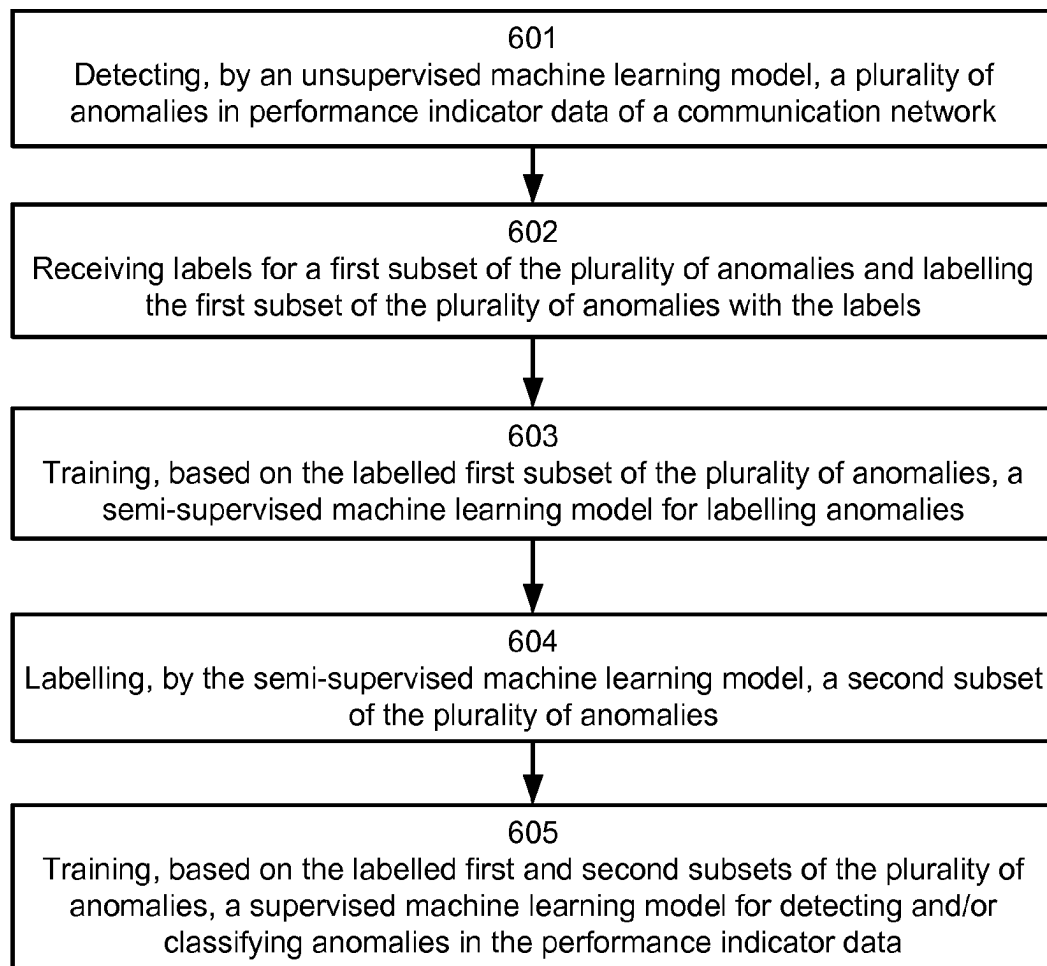 601
Detecting, by an unsupervised machine learning model, a plurality of
anomalies in performance indicator data of a communication network
602
Receiving labels for a first subset of the plurality of anomalies and labelling
the first subset of the plurality of anomalies with the labels
603
Training, based on the labelled first subset of the plurality of anomalies, a
semi-supervised machine learning model for labelling anomalies
604
Labelling, by the semi-supervised machine learning model, a second subset
of the plurality of anomalies
605
Training, based on the labelled first and second subsets of the plurality of
anomalies, a supervised machine learning model for detecting and/or
classifying anomalies in the performance indicator data